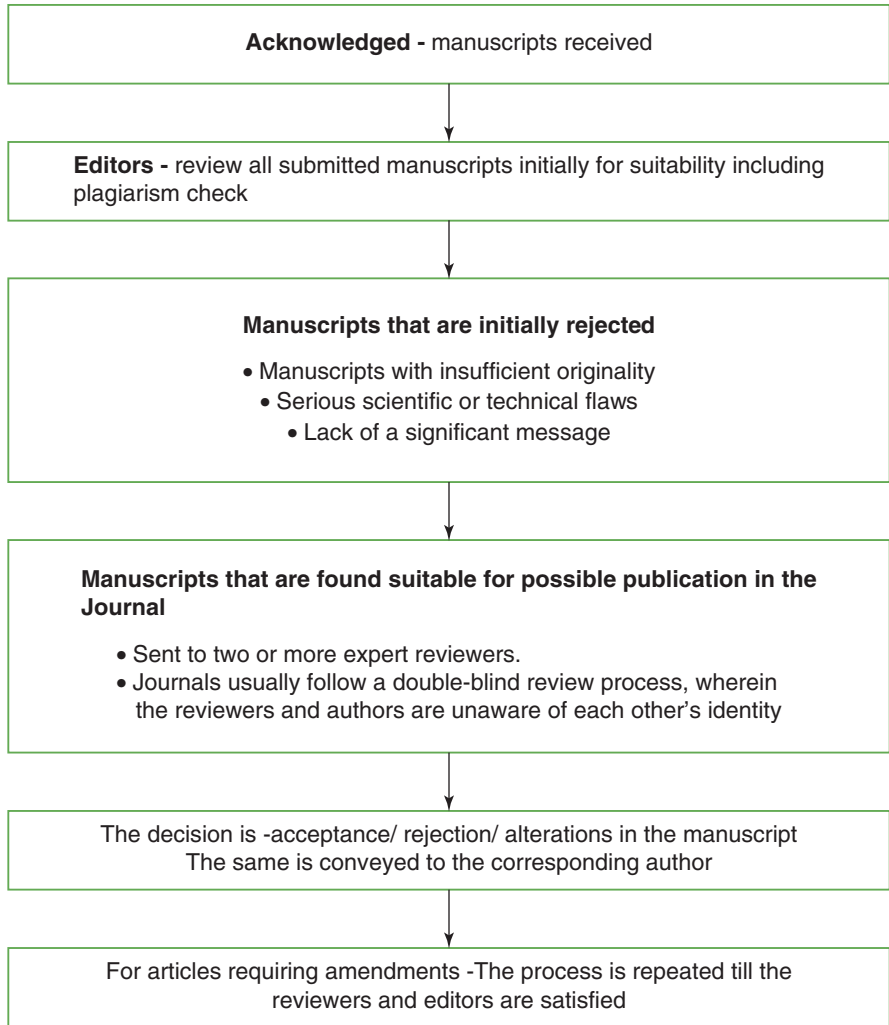 Acknowledged - manuscripts received
Editors - review all submitted manuscripts initially for suitability including
plagiarism check
Manuscripts that are initially rejected
• Manuscripts with insufficient originality
• Serious scientific or technical flaws
• Lack of a significant message
Manuscripts that are found suitable for possible publication in the
Journal
• Sent to two or more expert reviewers.
• Journals usually follow a double-blind review process, wherein
the reviewers and authors are unaware of each other’s identity
The decision is -acceptance/ rejection/ alterations in the manuscript
The same is conveyed to the corresponding author
For articles requiring amendments -The process is repeated till the
reviewers and editors are satisfied